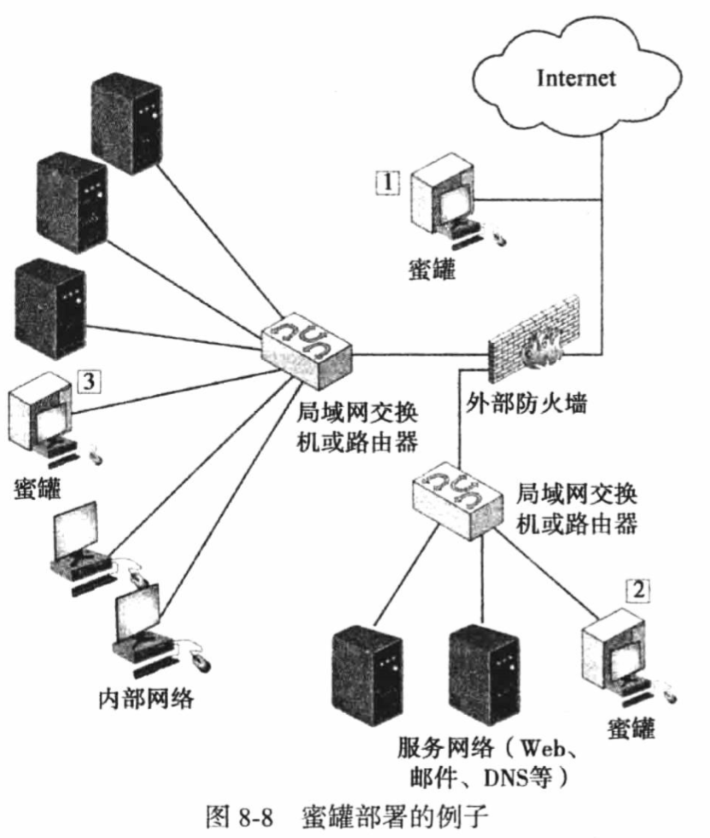 Internet
1
蜜罐
3
局域网交换
机或路由器
外部防火墙
蜜罐
局域网交换
机或路由器
2
内部网络
蜜罐
服务网络（Web、
邮件、DNS等）
图 8-8 蜜罐部署的例子